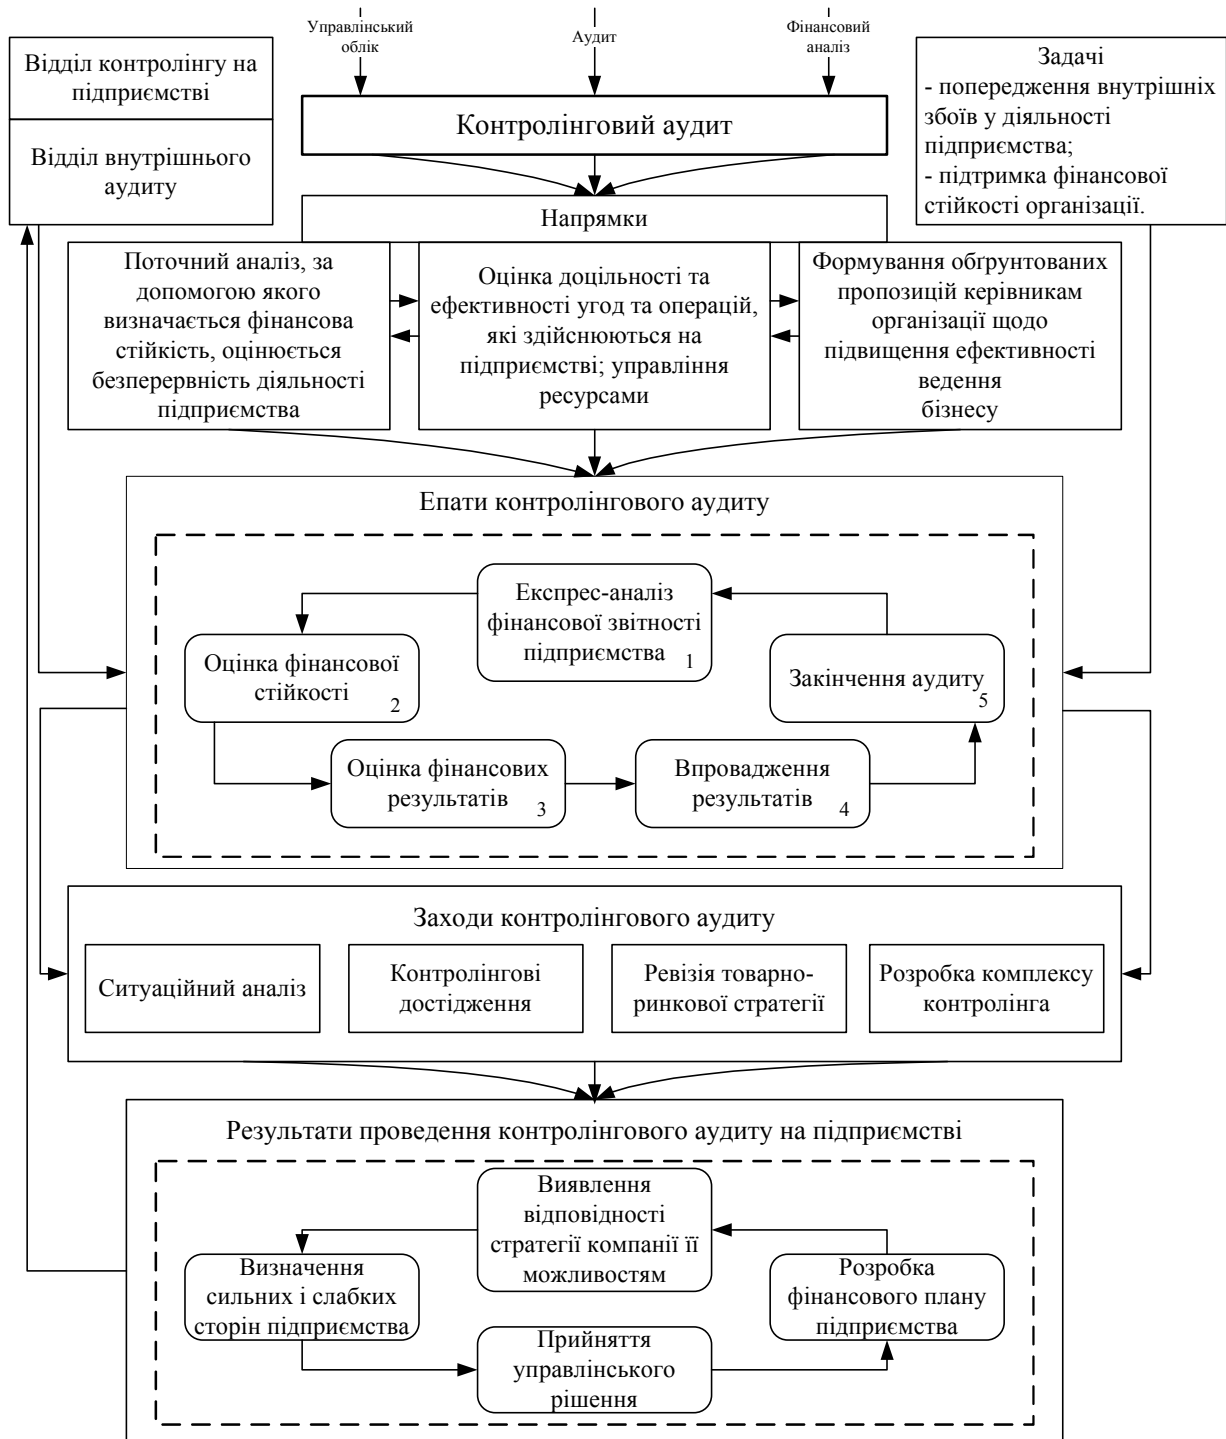 Управлінський
облік
Аудит
Фінансовий
аналіз
Відділ контролінгу на
підприємстві
Відділ внутрішнього
аудиту
Контролінговий аудит
Задачі
- попередження внутрішніх
збоїв у діяльності
підприємства;
- підтримка фінансової
стійкості організації.
Напрямки
Поточний аналіз, за
допомогою якого
визначається фінансова
стійкість, оцінюється
безперервність діяльності
підприємства
Оцінка доцільності та
ефективності угод та операцій,
які здійснюються на
підприємстві; управління
ресурсами
Формування обґрунтованих
пропозицій керівникам
організації щодо
підвищення ефективності
ведення
бізнесу
Епати контролінгового аудиту
Експрес-аналіз
фінансової звітності
підприємства 1
Оцінка фінансової
стійкості
2
Оцінка фінансових
результатів
3
Впровадження
результатів
4
Закінчення аудиту
5
Заходи контролінгового аудиту
Ситуаційний аналіз
Контролінгові
достідження
Ревізія товарно-
ринкової стратегії
Розробка комплексу
контролінга
Результати проведення контролінгового аудиту на підприємстві
Виявлення
відповідності
стратегії компанії її
можливостям
Визначення
сильних і слабких
сторін підприємства
Прийняття
управлінського
рішення
Розробка
фінансового плану
підприємства